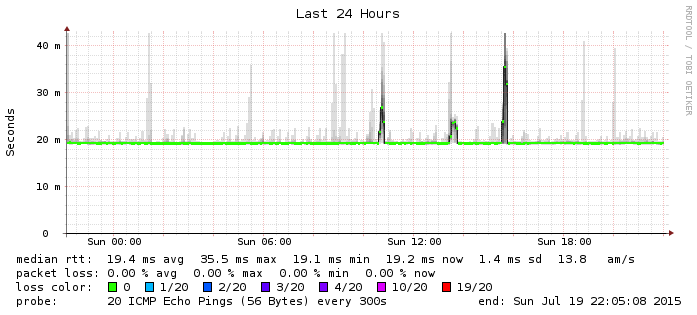 Last 24 Hours
RRDTOOL / TOBI OETIKER
Seconds
40 m
30 m
20 m
10 m
0
Sun 00:00 Sun 06:00 Sun 12:00 Sun 18:00
median rtt: 19.4 ms avg 35.5 ms max 19.1 ms min 19.2 ms now 1.4 ms sd 13.8 am/s
packet loss: 0.00 % avg 0.00 % max 0.00 % min 0.00 % now
loss color: 0 1/20 2/20 3/20 4/20 10/20 19/20
probe: 20 ICMP Echo Pings (56 Bytes) every 300s end: Sun Jul 19 22:05:08 2015